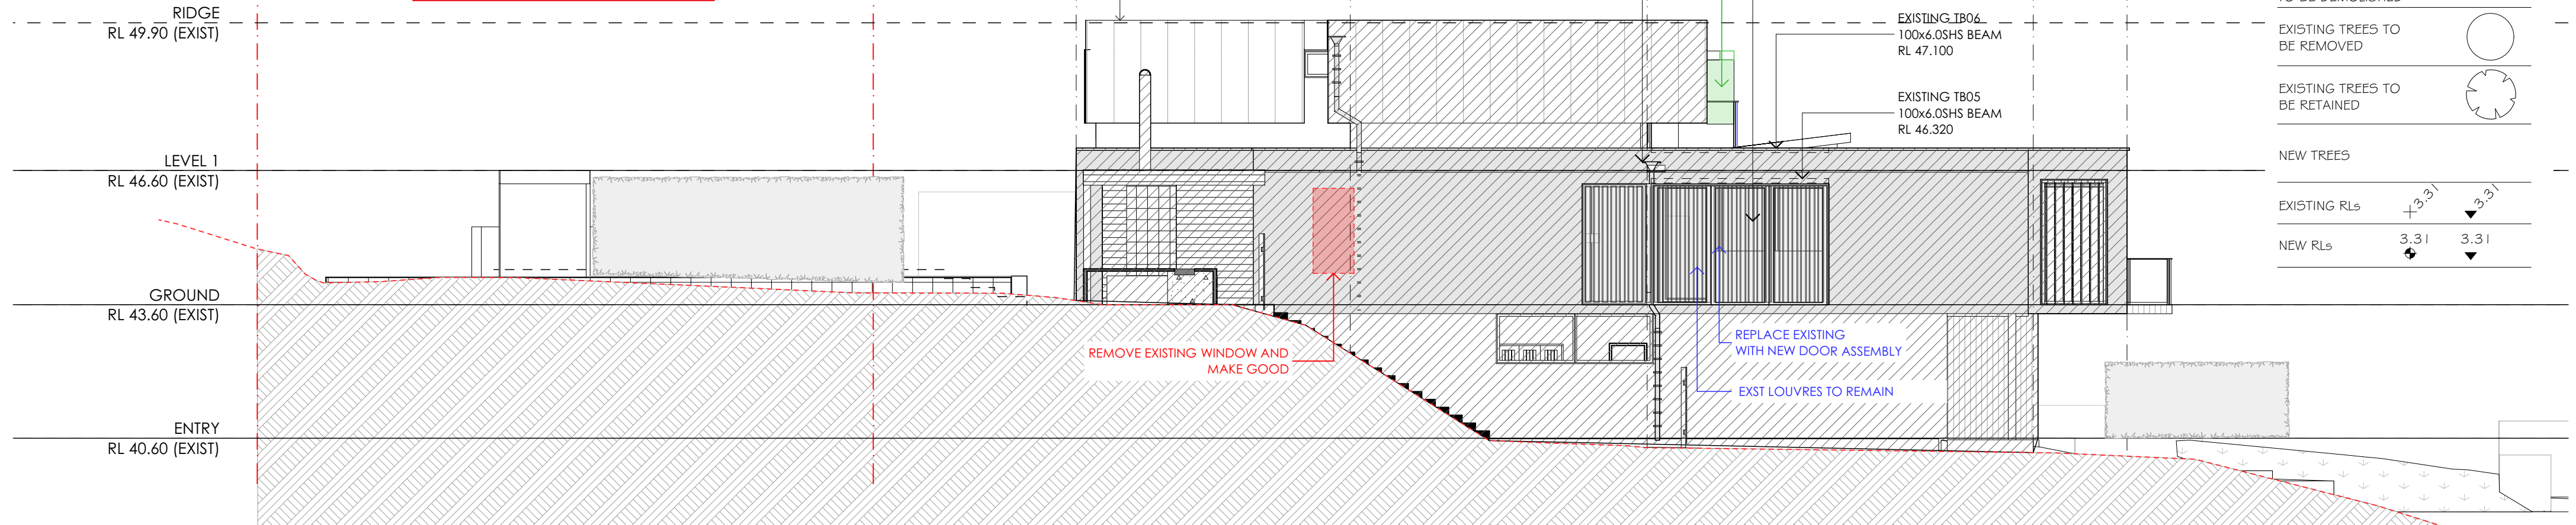 RIDGE
RL 49.90 (EXIST)
LEVEL 1
RL 46.60 (EXIST)
GROUND
RL 43.60 (EXIST)
ENTRY
RL 40.60 (EXIST)
REMOVE EXISTING WINDOW AND
MAKE GOOD
EXISTING TB06
100x6.0SHS BEAM
RL 47.100
EXISTING TB05
100x6.0SHS BEAM
RL 46.320
REPLACE EXISTING
WITH NEW DOOR ASSEMBLY
EXST LOUVRES TO REMAIN
TO BE DEMOLISHED
EXISTING TREES TO
BE REMOVED
EXISTING TREES TO
BE RETAINED
NEW TREES
EXISTING RLs 3.31 3.31
NEW RLs 3.31 3.31